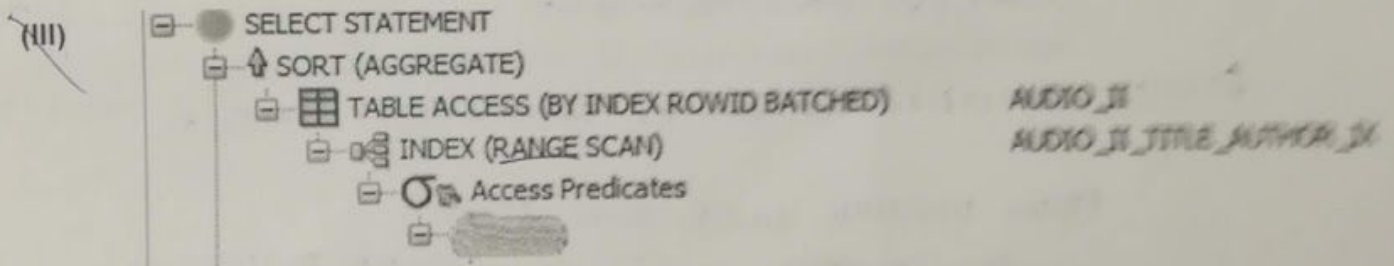 (III)
SELECT STATEMENT
SORT (AGGREGATE)
TABLE ACCESS (BY INDEX ROWID BATCHED) AUDIO_II
INDEX (RANGE SCAN) AUDIO_II_TITLE_AUTHOR_IX
Access Predicates